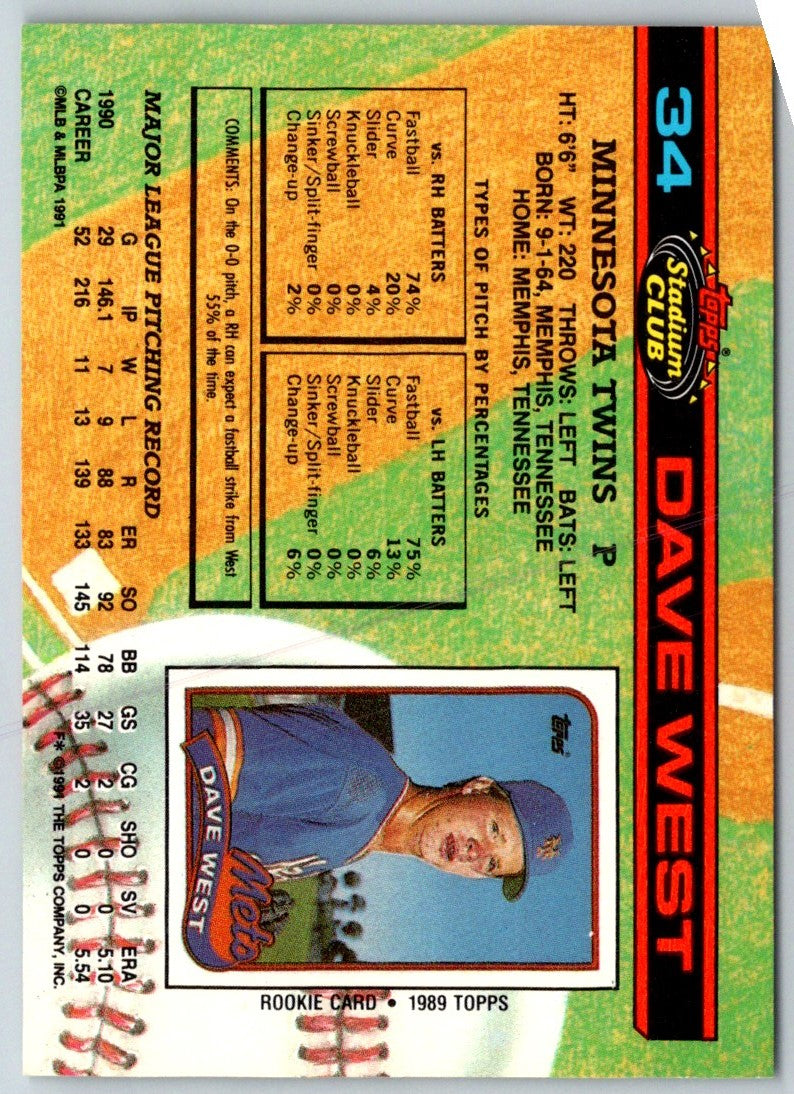 34
TOPPS®
Stadium
CLUB
DAVE WEST
MINNESOTA TWINS P
HT: 6'6" WT: 220 THROWS: LEFT BATS: LEFT
BORN: 9-1-64, MEMPHIS, TENNESSEE
HOME: MEMPHIS, TENNESSEE
TYPES OF PITCH BY PERCENTAGES
vs. RH BATTERS
Fastball 74%
Curve 20%
Slider 4%
Knuckleball 0%
Screwball 0%
Sinker/Split-finger 0%
Change-up 2%
vs. LH BATTERS
Fastball 75%
Curve 13%
Slider 6%
Knuckleball 0%
Screwball 0%
Sinker/Split-finger 0%
Change-up 6%
COMMENTS: On the 0-0 pitch, a RH can expect a fastball strike from West
55% of the time.
TOPPS
Mets
DAVE WEST
ROOKIE CARD • 1989 TOPPS
MAJOR LEAGUE PITCHING RECORD
G IP W L R ER SO BB GS CG SHO SV ERA
1990 29 146.1 7 9 88 83 92 78 27 2 0 0 5.10
CAREER 52 216 11 13 139 133 145 114 35 2 0 0 5.54
©MLB & MLBPA 1991
F* ©1991 THE TOPPS COMPANY, INC.